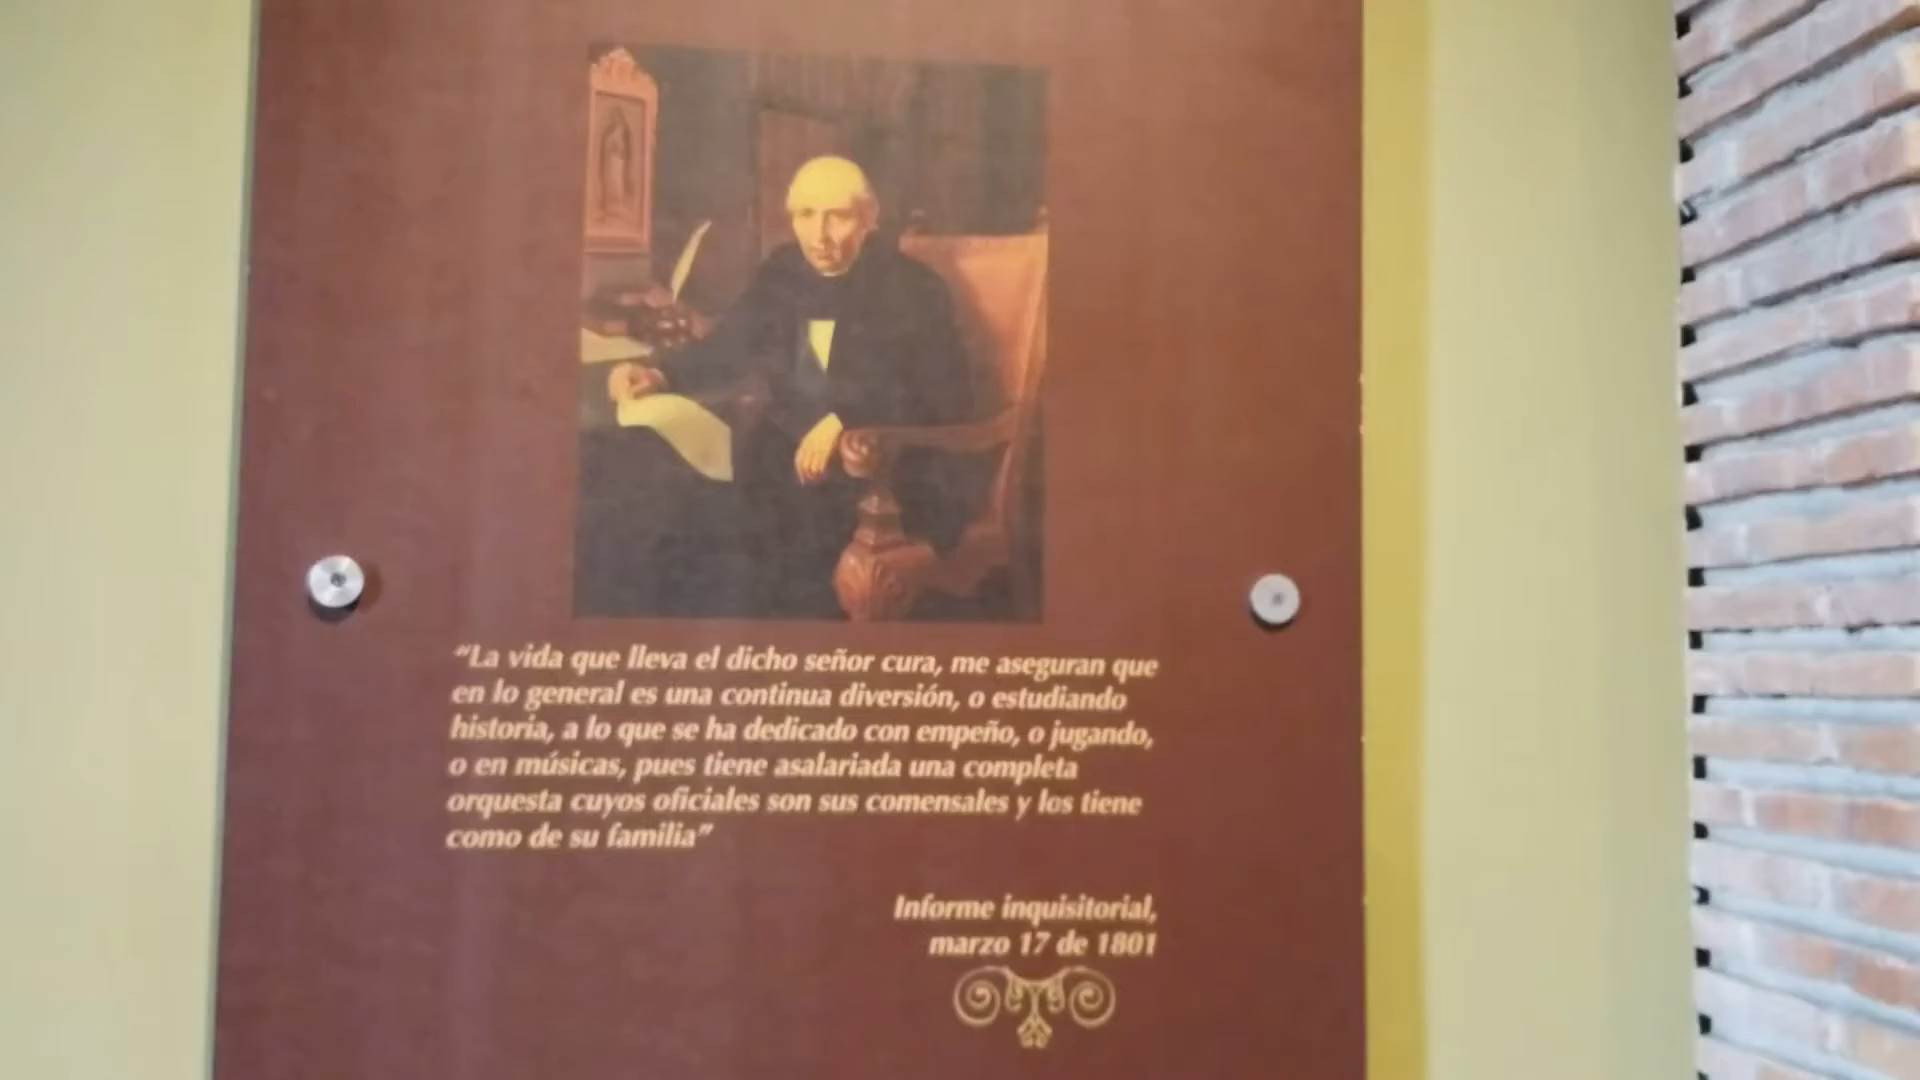 “La vida que lleva el dicho señor cura, me aseguran que
en lo general es una continua diversión, o estudiando
historia, a lo que se ha dedicado con empeño, o jugando,
o en músicas, pues tiene asalariada una completa
orquesta cuyos oficiales son sus comensales y los tiene
como de su familia”
Informe inquisitorial,
marzo 17 de 1801